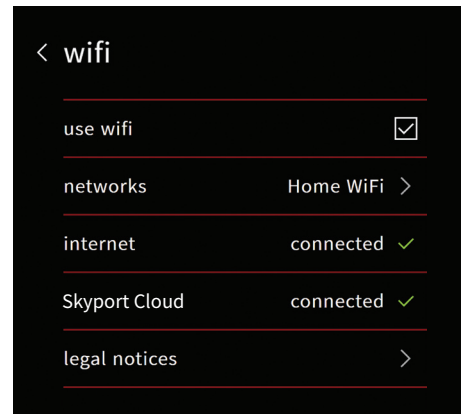 wifi
use wifi
networks Home WiFi
internet connected
Skyport Cloud connected
legal notices